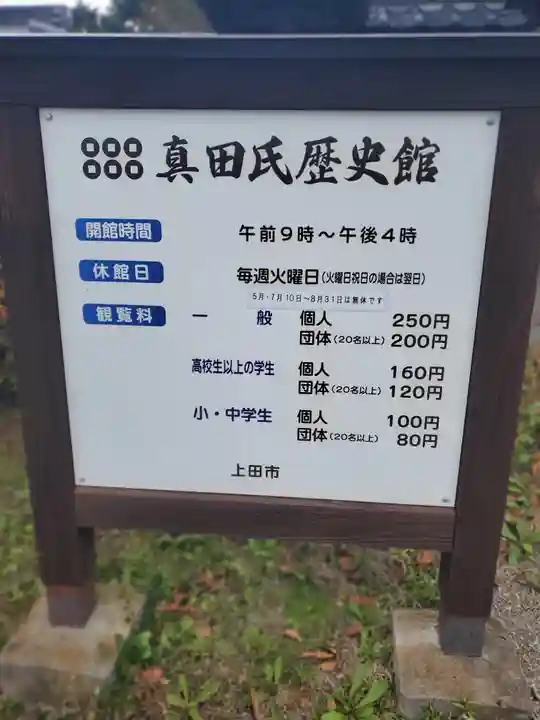 真田氏歴史館
開館時間 午前9時～午後4時
休館日 毎週火曜日(火曜日祝日の場合は翌日)
5月・7月10日～8月31日は無休です
観覧料 一般 個人 250円
団体(20名以上) 200円
高校生以上の学生 個人 160円
団体(20名以上) 120円
小・中学生 個人 100円
団体(20名以上) 80円
上田市